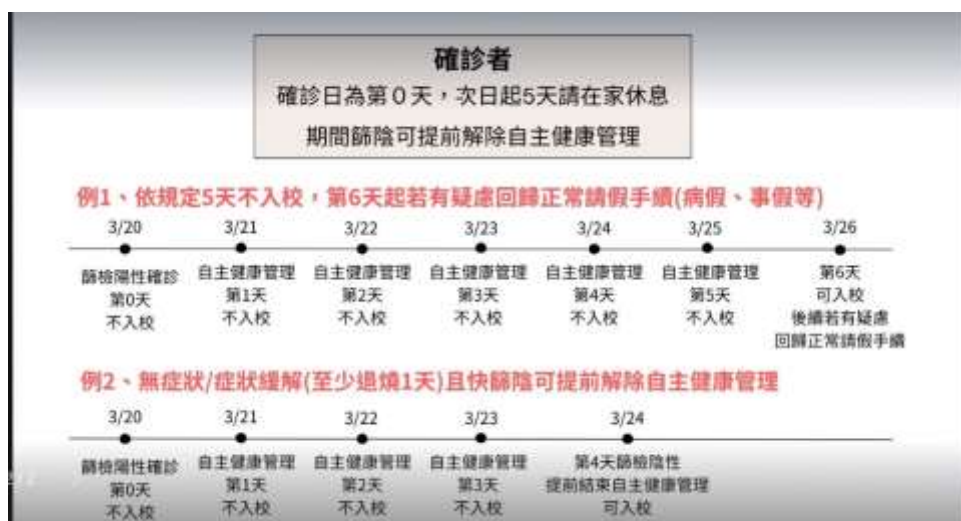 確診者
確診日為第0天，次日起5天請在家休息
期間篩陰可提前解除自主健康管理
例1、依規定5天不入校，第6天起若有疑慮回歸正常請假手續(病假、事假等)
3/20 3/21 3/22 3/23 3/24 3/25 3/26
篩檢陽性確診 自主健康管理 自主健康管理 自主健康管理 自主健康管理 自主健康管理 第6天
第0天 第1天 第2天 第3天 第4天 第5天 可入校
不入校 不入校 不入校 不入校 不入校 不入校 後續若有疑慮
回歸正常請假手續
例2、無症狀/症狀緩解(至少退燒1天)且快篩陰可提前解除自主健康管理
3/20 3/21 3/22 3/23 3/24
篩檢陽性確診 自主健康管理 自主健康管理 自主健康管理 第4天篩檢陰性
第0天 第1天 第2天 第3天 提前結束自主健康管理
不入校 不入校 不入校 不入校 可入校